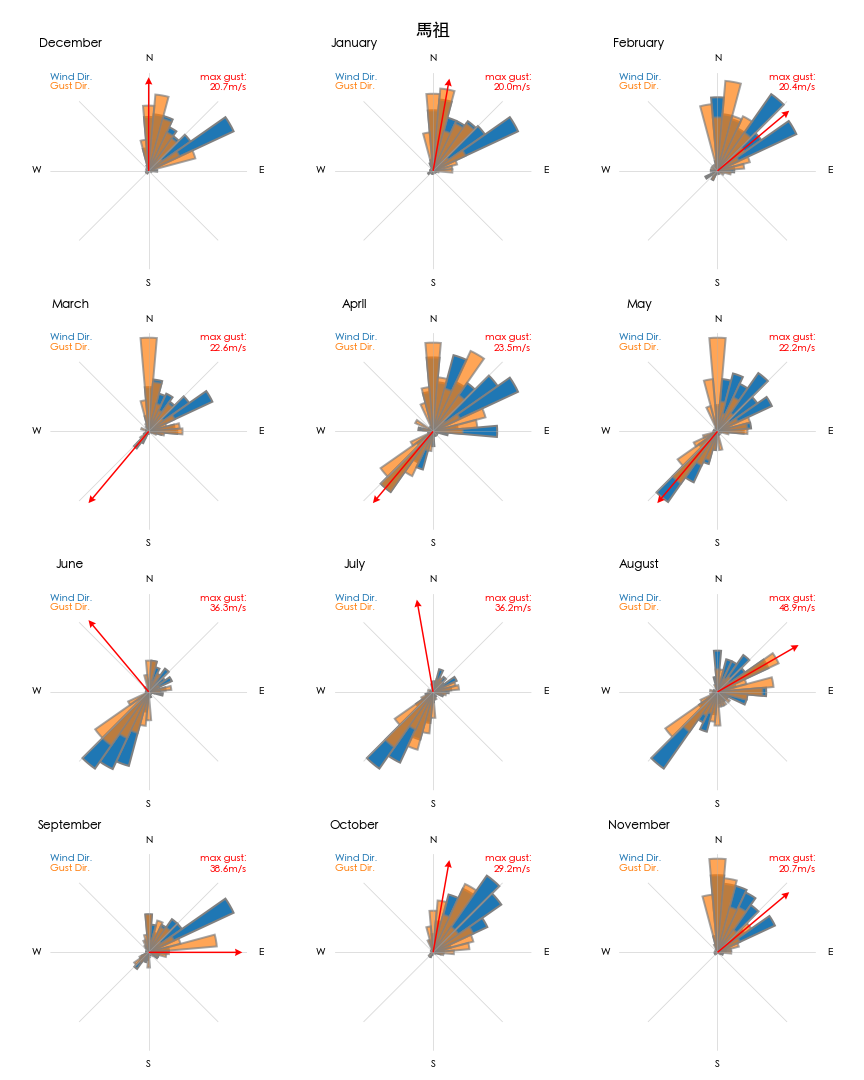 馬祖
December
N
Wind Dir.
Gust Dir.
max gust:
20.7m/s
W
E
S
January
N
Wind Dir.
Gust Dir.
max gust:
20.0m/s
W
E
S
February
N
Wind Dir.
Gust Dir.
max gust:
20.4m/s
W
E
S
March
N
Wind Dir.
Gust Dir.
max gust:
22.6m/s
W
E
S
April
N
Wind Dir.
Gust Dir.
max gust:
23.5m/s
W
E
S
May
N
Wind Dir.
Gust Dir.
max gust:
22.2m/s
W
E
S
June
N
Wind Dir.
Gust Dir.
max gust:
36.3m/s
W
E
S
July
N
Wind Dir.
Gust Dir.
max gust:
36.2m/s
W
E
S
August
N
Wind Dir.
Gust Dir.
max gust:
48.9m/s
W
E
S
September
N
Wind Dir.
Gust Dir.
max gust:
38.6m/s
W
E
S
October
N
Wind Dir.
Gust Dir.
max gust:
29.2m/s
W
E
S
November
N
Wind Dir.
Gust Dir.
max gust:
20.7m/s
W
E
S